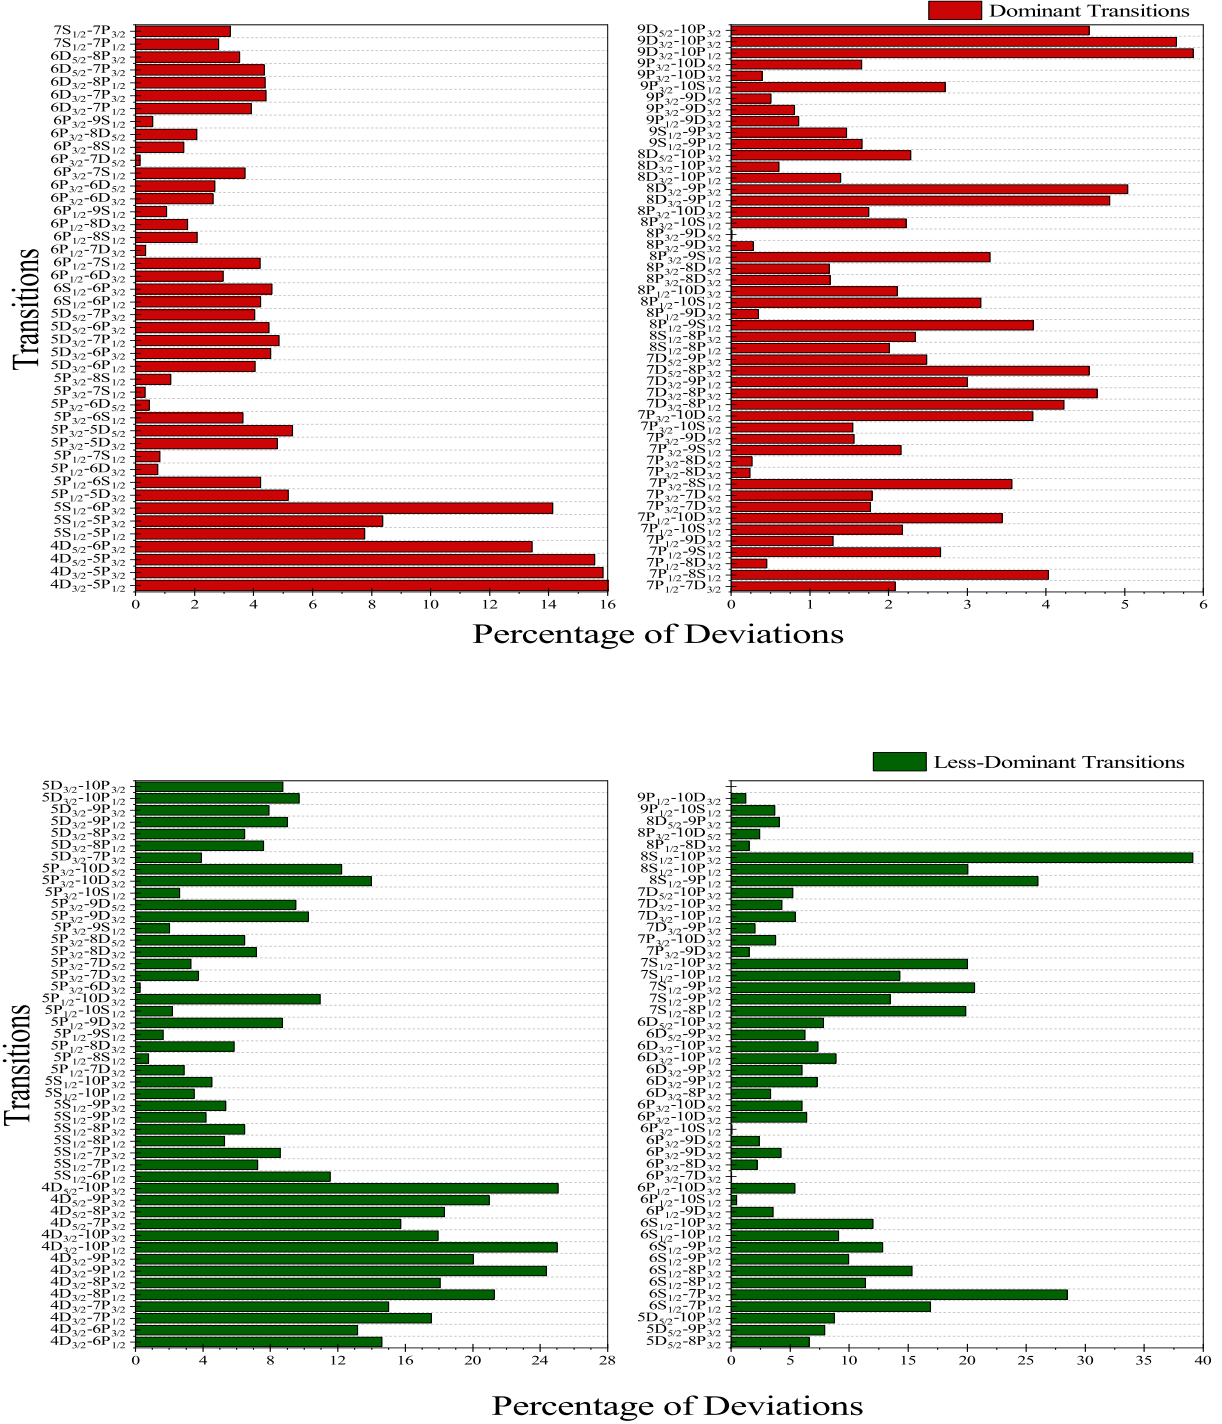 Dominant Transitions
Transitions
7S1/2-7P3/2
7S1/2-7P1/2
6D5/2-8P3/2
6D5/2-7P3/2
6D3/2-8P1/2
6D3/2-7P3/2
6D3/2-7P1/2
6P3/2-9S1/2
6P3/2-8D5/2
6P3/2-8S1/2
6P3/2-7D5/2
6P3/2-7S1/2
6P3/2-6D5/2
6P3/2-6D3/2
6P1/2-9S1/2
6P1/2-8D3/2
6P1/2-8S1/2
6P1/2-7D3/2
6P1/2-7S1/2
6P1/2-6D3/2
6S1/2-6P3/2
6S1/2-6P1/2
5D5/2-7P3/2
5D5/2-6P3/2
5D3/2-7P1/2
5D3/2-6P3/2
5D3/2-6P1/2
5P3/2-8S1/2
5P3/2-7S1/2
5P3/2-6D5/2
5P3/2-6S1/2
5P3/2-5D5/2
5P3/2-5D3/2
5P1/2-7S1/2
5P1/2-6D3/2
5P1/2-6S1/2
5P1/2-5D3/2
5S1/2-6P3/2
5S1/2-5P3/2
5S1/2-5P1/2
4D5/2-6P3/2
4D5/2-5P3/2
4D3/2-5P3/2
4D3/2-5P1/2
0 2 4 6 8 10 12 14 16
9D5/2-10P3/2
9D3/2-10P3/2
9D3/2-10P1/2
9P3/2-10D5/2
9P3/2-10D3/2
9P3/2-10S1/2
9P3/2-9D5/2
9P3/2-9D3/2
9P1/2-9D3/2
9S1/2-9P3/2
9S1/2-9P1/2
8D5/2-10P3/2
8D3/2-10P3/2
8D3/2-10P1/2
8D3/2-9P3/2
8D3/2-9P1/2
8P3/2-10D3/2
8P3/2-10S1/2
8P3/2-9D5/2
8P3/2-9D3/2
8P3/2-9S1/2
8P3/2-8D5/2
8P3/2-8D3/2
8P1/2-10D3/2
8P1/2-10S1/2
8P1/2-9D3/2
8P1/2-9S1/2
8S1/2-8P3/2
8S1/2-8P1/2
7D5/2-9P3/2
7D5/2-8P3/2
7D3/2-9P1/2
7D3/2-8P3/2
7D3/2-8P1/2
7P3/2-10D5/2
7P3/2-10S1/2
7P3/2-9D5/2
7P3/2-9S1/2
7P3/2-8D5/2
7P3/2-8D3/2
7P3/2-8S1/2
7P3/2-7D5/2
7P3/2-7D3/2
7P1/2-10D3/2
7P1/2-10S1/2
7P1/2-9D3/2
7P1/2-9S1/2
7P1/2-8D3/2
7P1/2-8S1/2
7P1/2-7D3/2
0 1 2 3 4 5 6
Percentage of Deviations
Less-Dominant Transitions
Transitions
5D3/2-10P3/2
5D3/2-10P1/2
5D3/2-9P3/2
5D3/2-9P1/2
5D3/2-8P3/2
5D3/2-8P1/2
5D3/2-7P3/2
5P3/2-10D5/2
5P3/2-10D3/2
5P3/2-10S1/2
5P3/2-9D5/2
5P3/2-9D3/2
5P3/2-9S1/2
5P3/2-8D5/2
5P3/2-8D3/2
5P3/2-7D5/2
5P3/2-7D3/2
5P3/2-6D3/2
5P1/2-10D3/2
5P1/2-10S1/2
5P1/2-9D3/2
5P1/2-9S1/2
5P1/2-8D3/2
5P1/2-8S1/2
5P1/2-7D3/2
5S1/2-10P3/2
5S1/2-10P1/2
5S1/2-9P3/2
5S1/2-9P1/2
5S1/2-8P3/2
5S1/2-8P1/2
5S1/2-7P3/2
5S1/2-7P1/2
5S1/2-6P1/2
4D5/2-10P3/2
4D5/2-9P3/2
4D5/2-8P3/2
4D5/2-7P3/2
4D3/2-10P3/2
4D3/2-10P1/2
4D3/2-9P3/2
4D3/2-9P1/2
4D3/2-8P3/2
4D3/2-8P1/2
4D3/2-7P3/2
4D3/2-7P1/2
4D3/2-6P3/2
4D3/2-6P1/2
0 4 8 12 16 20 24 28
9P1/2-10D3/2
9P1/2-10S1/2
8D5/2-9P3/2
8P3/2-10D5/2
8P1/2-8D3/2
8S1/2-10P3/2
8S1/2-10P1/2
8S1/2-9P1/2
7D5/2-10P3/2
7D3/2-10P3/2
7D3/2-10P1/2
7D3/2-9P3/2
7P3/2-10D3/2
7P3/2-9D3/2
7S1/2-10P3/2
7S1/2-10P1/2
7S1/2-9P3/2
7S1/2-9P1/2
7S1/2-8P1/2
6D5/2-10P3/2
6D5/2-9P3/2
6D3/2-10P3/2
6D3/2-10P1/2
6D3/2-9P3/2
6D3/2-9P1/2
6D3/2-8P3/2
6P3/2-10D5/2
6P3/2-10D3/2
6P3/2-10S1/2
6P3/2-9D5/2
6P3/2-9D3/2
6P3/2-8D3/2
6P3/2-7D3/2
6P1/2-10D3/2
6P1/2-10S1/2
6P1/2-9D3/2
6S1/2-10P3/2
6S1/2-10P1/2
6S1/2-9P3/2
6S1/2-9P1/2
6S1/2-8P3/2
6S1/2-8P1/2
6S1/2-7P3/2
6S1/2-7P1/2
5D5/2-10P3/2
5D5/2-9P3/2
5D5/2-8P3/2
0 5 10 15 20 25 30 35 40
Percentage of Deviations